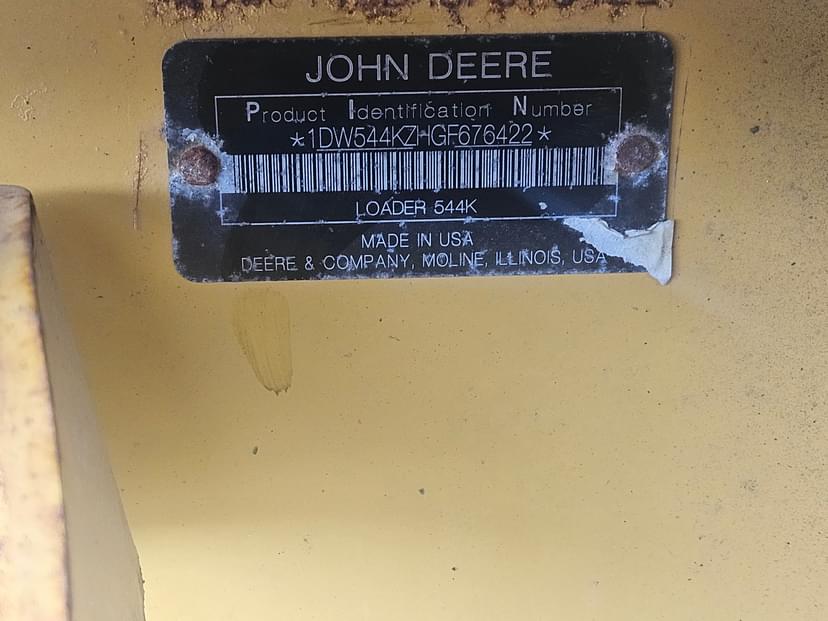 JOHN DEERE
Product Identification Number
*1DW544KZHGF676422*
LOADER 544K
MADE IN USA
DEERE & COMPANY, MOLINE, ILLINOIS, USA